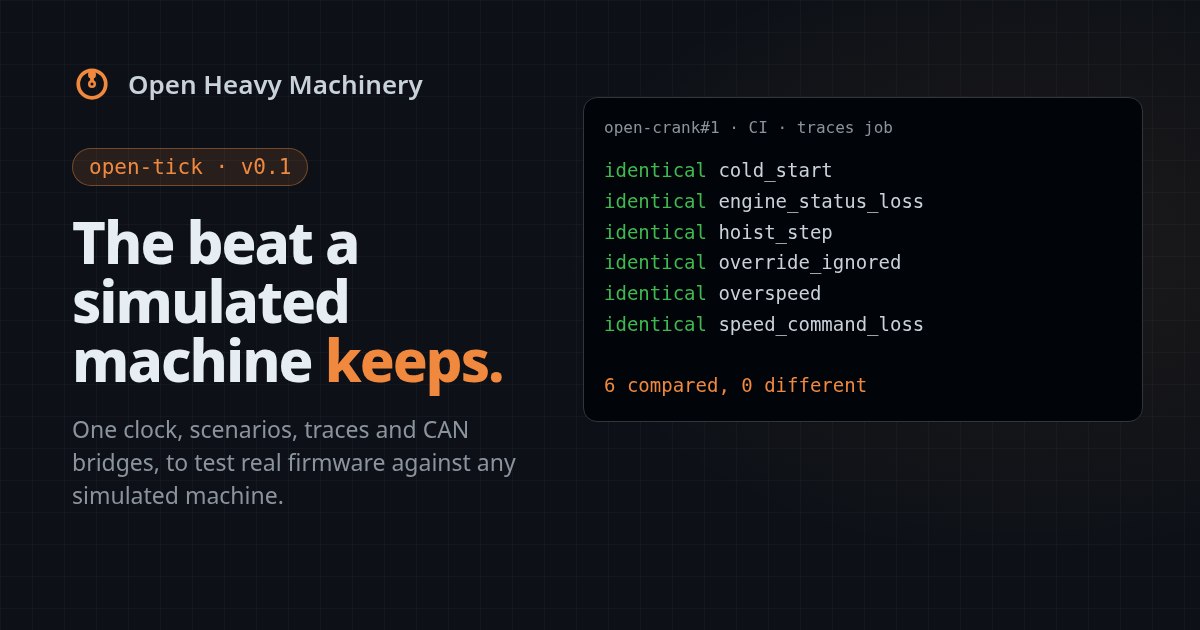 Open Heavy Machinery
open-tick · v0.1
The beat a
simulated
machine keeps.
One clock, scenarios, traces and CAN
bridges, to test real firmware against any
simulated machine.
open-crank#1 · CI · traces job
identical cold_start
identical engine_status_loss
identical hoist_step
identical override_ignored
identical overspeed
identical speed_command_loss
6 compared, 0 different